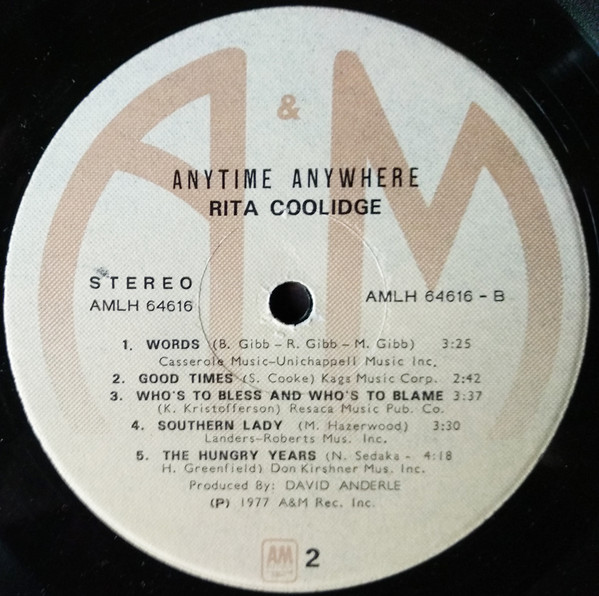 A & M
ANYTIME ANYWHERE
RITA COOLIDGE
STEREO
AMLH 64616
AMLH 64616 - B
1. WORDS (B. Gibb – R. Gibb – M. Gibb) 3:25
Casserole Music–Unichappell Music Inc.
2. GOOD TIMES (S. Cooke) Kags Music Corp. 2:42
3. WHO'S TO BLESS AND WHO'S TO BLAME 3:37
(K. Kristofferson) Resaca Music Pub. Co.
4. SOUTHERN LADY (M. Hazerwood) 3:30
Landers–Roberts Mus. Inc.
5. THE HUNGRY YEARS (N. Sedaka - 4:18
H. Greenfield) Don Kirshner Mus. Inc.
Produced By: DAVID ANDERLE
(P) 1977 A&M Rec. Inc.
AM 2